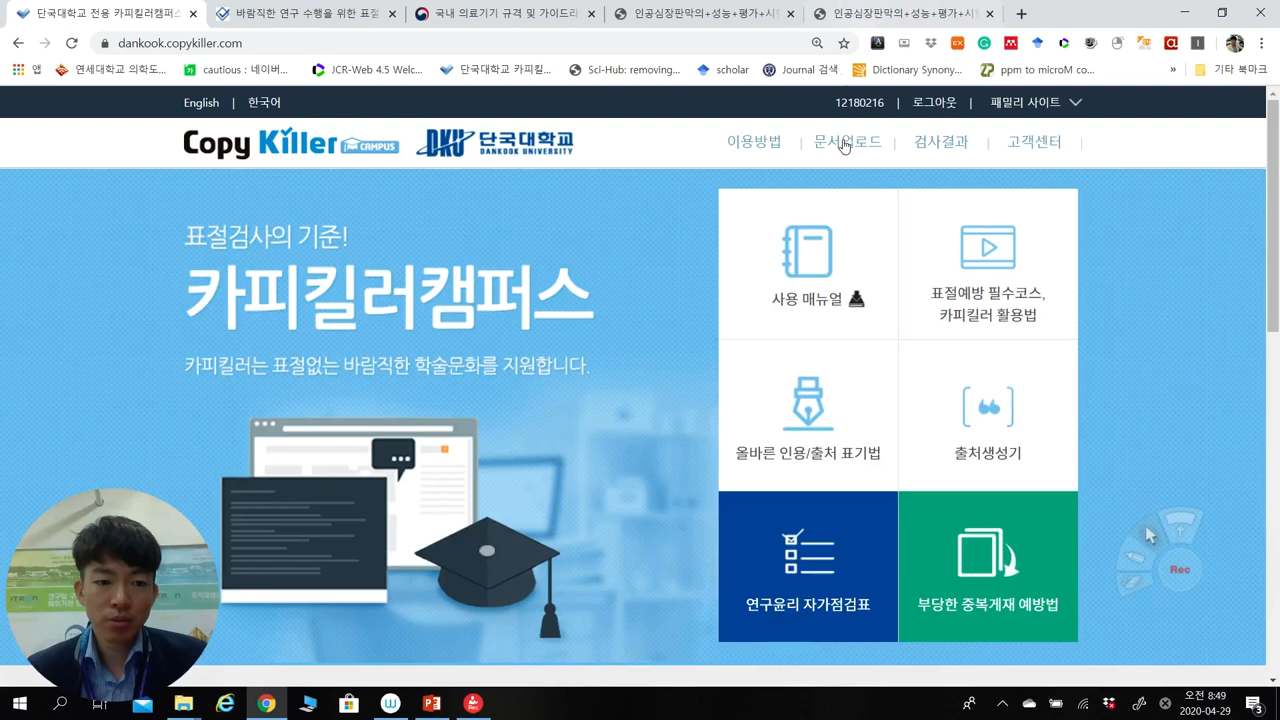 단국대학교 전용 카피킬러캠퍼스
바람직한 연구 수행을 위한 표절
국내 의료기기 규격 및 가이드라
인공심장판막의+성능+평가+시험
인공심장판막의+성능+평가+시험
dankook.copykiller.com
앱
연세대학교 의학도...
cautious : 네이버...
JCR-Web 4.5 Welc...
단국대학교 카피킬...
Sci-Hub: removing...
scholar
Journal 검색
Dictionary Synony...
ppm to microM co...
»
기타 북마크
English | 한국어
12180216 | 로그아웃 | 패밀리 사이트
Copy Killer CAMPUS
DKU 단국대학교
DANKOOK UNIVERSITY
이용방법 | 문서업로드 | 검사결과 | 고객센터 |
표절검사의 기준!
카피킬러캠퍼스
카피킬러는 표절없는 바람직한 학술문화를 지원합니다.
사용 매뉴얼
표절예방 필수코스,
카피킬러 활용법
올바른 인용/출처 표기법
출처생성기
연구윤리 자가점검표
부당한 중복게재 예방법
Rec
오전 8:49
2020-04-29
3